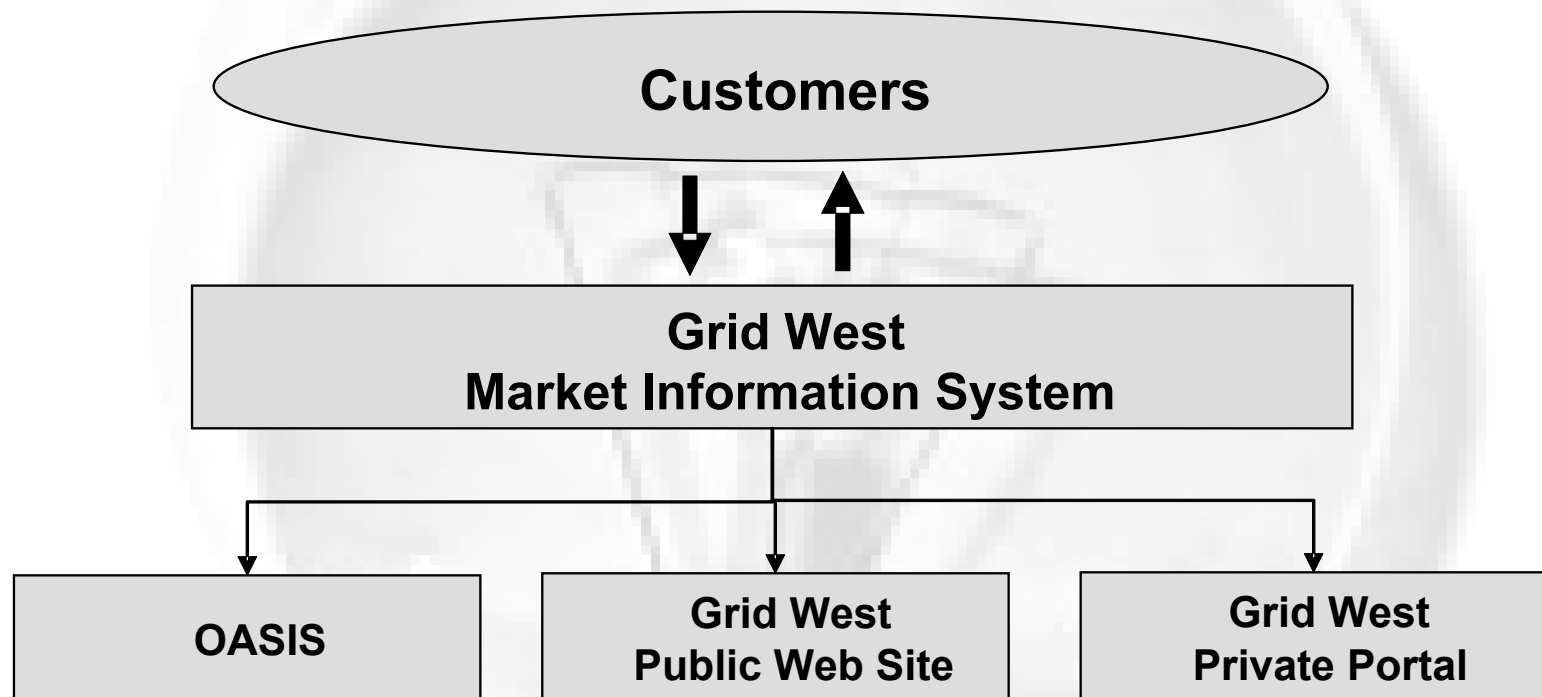 Customers
Grid West
Market Information System
OASIS
Grid West
Public Web Site
Grid West
Private Portal